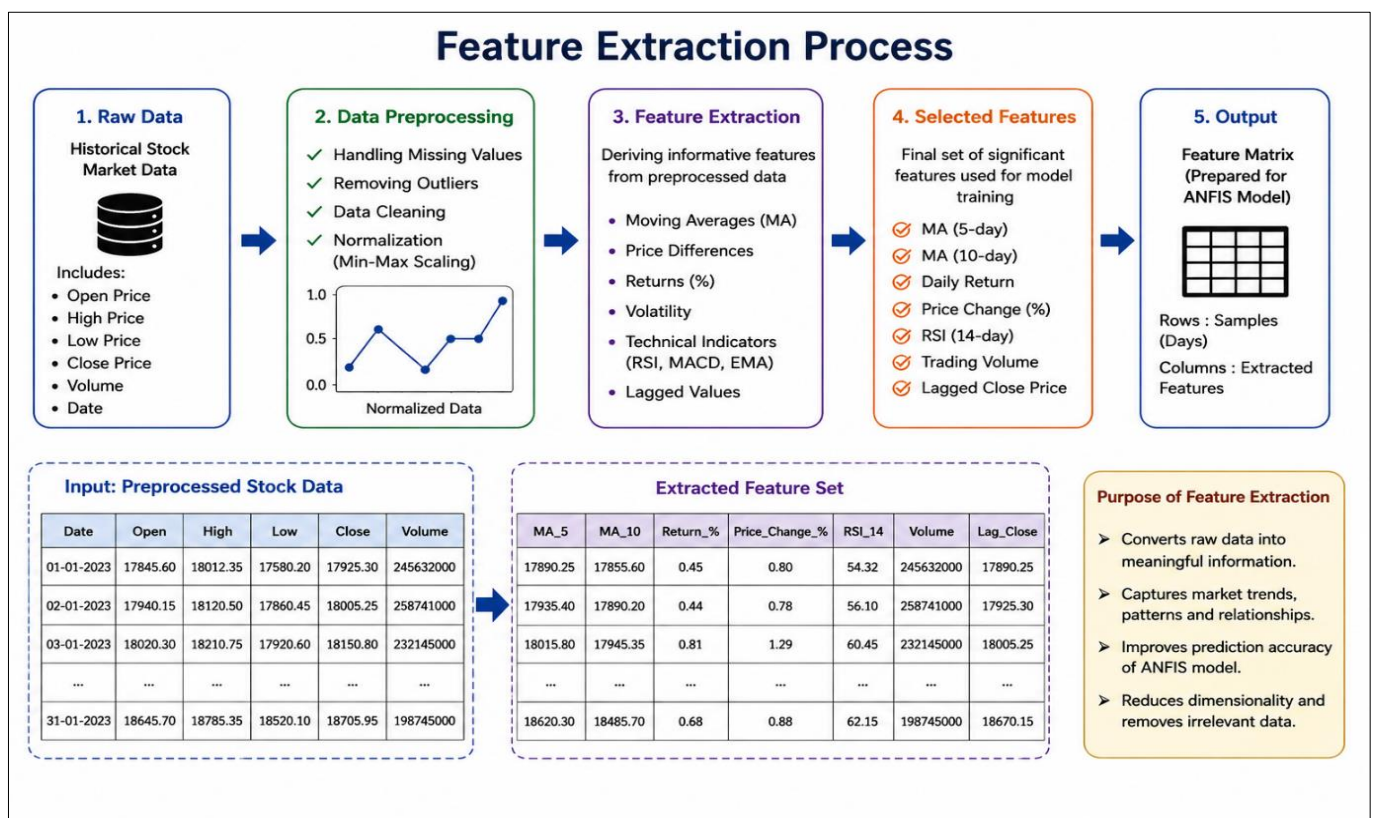 Feature Extraction Process
1. Raw Data
Historical Stock
Market Data
Includes:
• Open Price
• High Price
• Low Price
• Close Price
• Volume
• Date
2. Data Preprocessing
✓ Handling Missing Values
✓ Removing Outliers
✓ Data Cleaning
✓ Normalization
(Min-Max Scaling)
1.0
0.5
0.0
Normalized Data
3. Feature Extraction
Deriving informative features
from preprocessed data
• Moving Averages (MA)
• Price Differences
• Returns (%)
• Volatility
• Technical Indicators
(RSI, MACD, EMA)
• Lagged Values
4. Selected Features
Final set of significant
features used for model
training
MA (5-day)
MA (10-day)
Daily Return
Price Change (%)
RSI (14-day)
Trading Volume
Lagged Close Price
5. Output
Feature Matrix
(Prepared for
ANFIS Model)
Rows : Samples
(Days)
Columns : Extracted
Features
Input: Preprocessed Stock Data
Date Open High Low Close Volume
01-01-2023 17845.60 18012.35 17580.20 17925.30 245632000
02-01-2023 17940.15 18120.50 17860.45 18005.25 258741000
03-01-2023 18020.30 18210.75 17920.60 18150.80 232145000
... ... ... ... ... ...
31-01-2023 18645.70 18785.35 18520.10 18705.95 198745000
Extracted Feature Set
MA_5 MA_10 Return_% Price_Change_% RSI_14 Volume Lag_Close
17890.25 17855.60 0.45 0.80 54.32 245632000 17890.25
17935.40 17890.20 0.44 0.78 56.10 258741000 17925.30
18015.80 17945.35 0.81 1.29 60.45 232145000 18005.25
... ... ... ... ... ... ...
18620.30 18485.70 0.68 0.88 62.15 198745000 18670.15
Purpose of Feature Extraction
➢ Converts raw data into
meaningful information.
➢ Captures market trends,
patterns and relationships.
➢ Improves prediction accuracy
of ANFIS model.
➢ Reduces dimensionality and
removes irrelevant data.